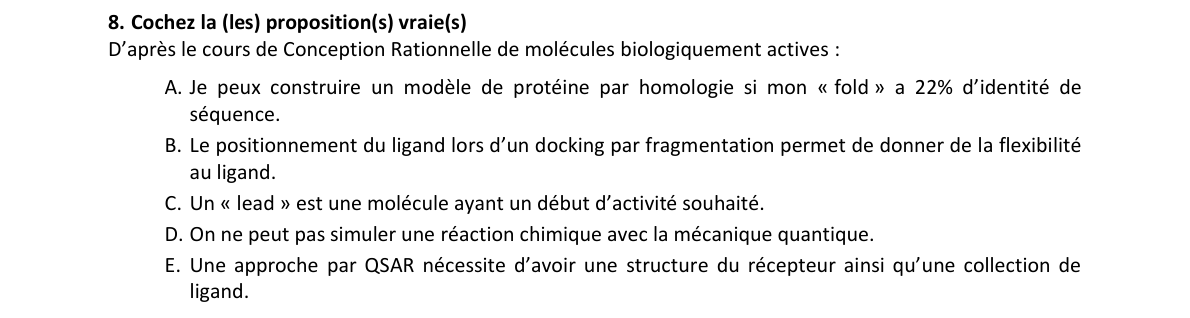 8. Cochez la (les) proposition(s) vraie(s)
D’après le cours de Conception Rationnelle de molécules biologiquement actives :
A. Je peux construire un modèle de protéine par homologie si mon « fold » a 22% d’identité de
séquence.
B. Le positionnement du ligand lors d’un docking par fragmentation permet de donner de la flexibilité
au ligand.
C. Un « lead » est une molécule ayant un début d’activité souhaité.
D. On ne peut pas simuler une réaction chimique avec la mécanique quantique.
E. Une approche par QSAR nécessite d’avoir une structure du récepteur ainsi qu’une collection de
ligand.